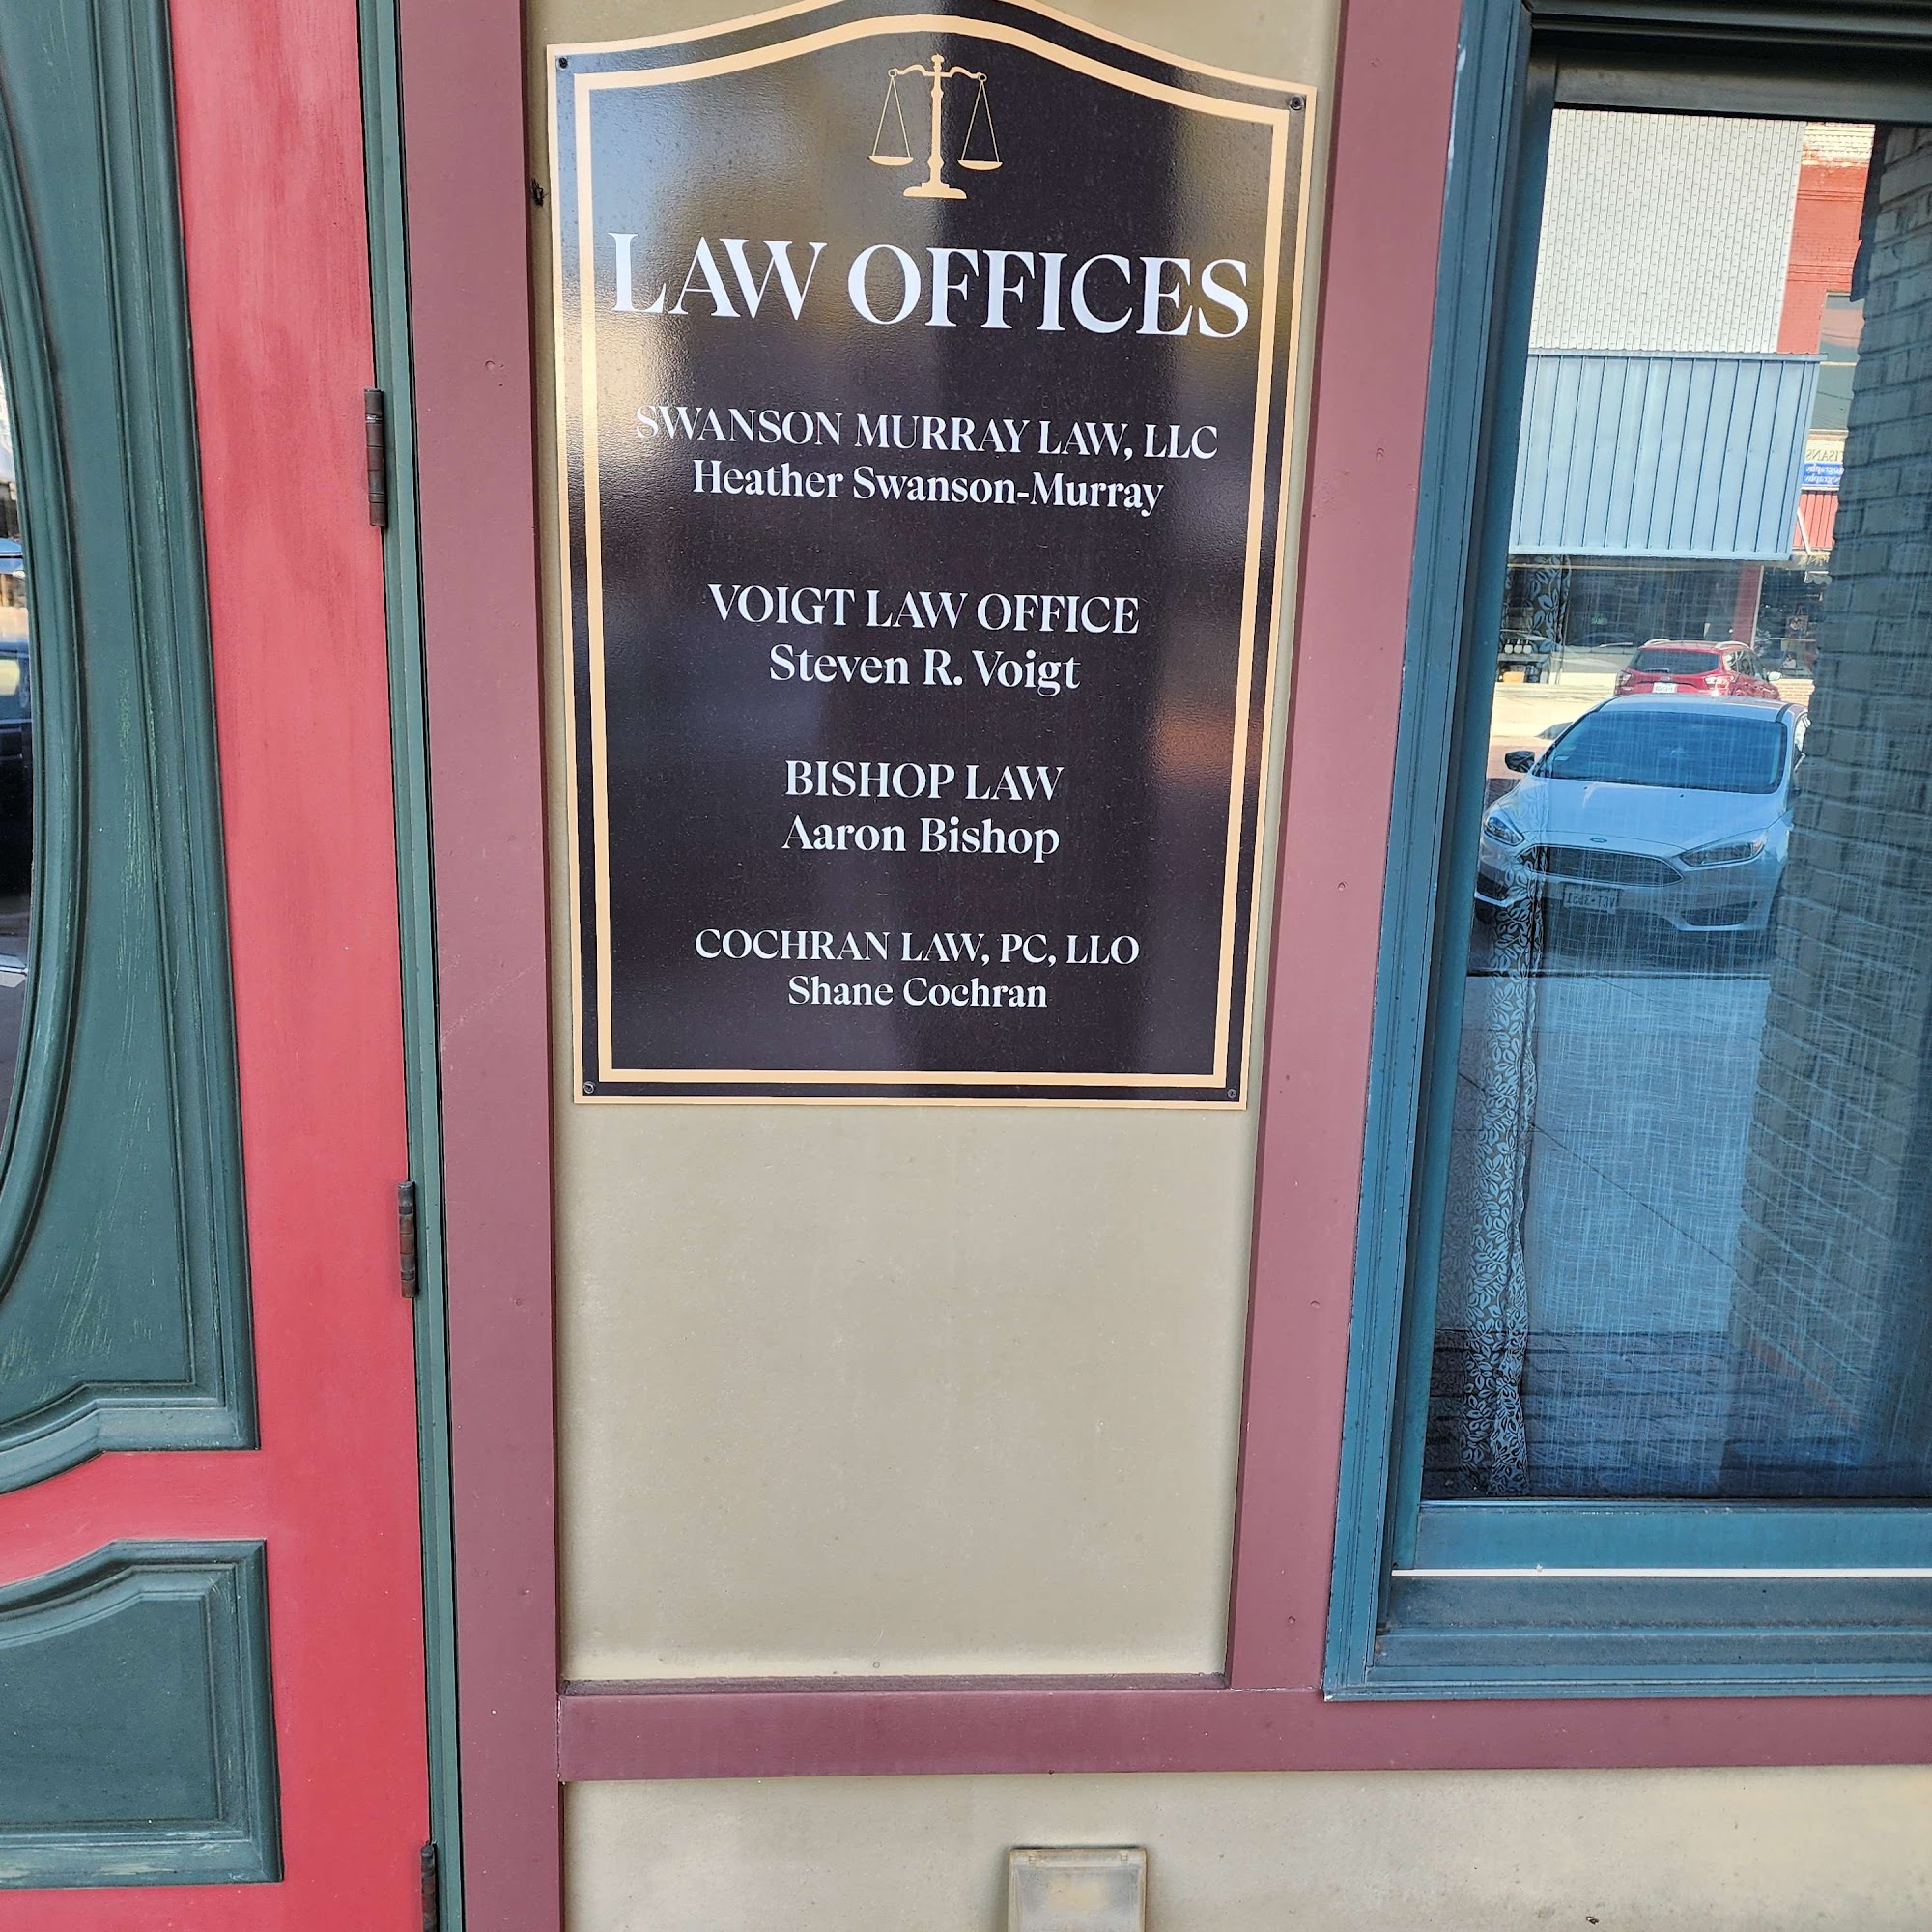 LAW OFFICES
SWANSON MURRAY LAW, LLC
Heather Swanson-Murray
VOIGT LAW OFFICE
Steven R. Voigt
BISHOP LAW
Aaron Bishop
COCHRAN LAW, PC, LLO
Shane Cochran